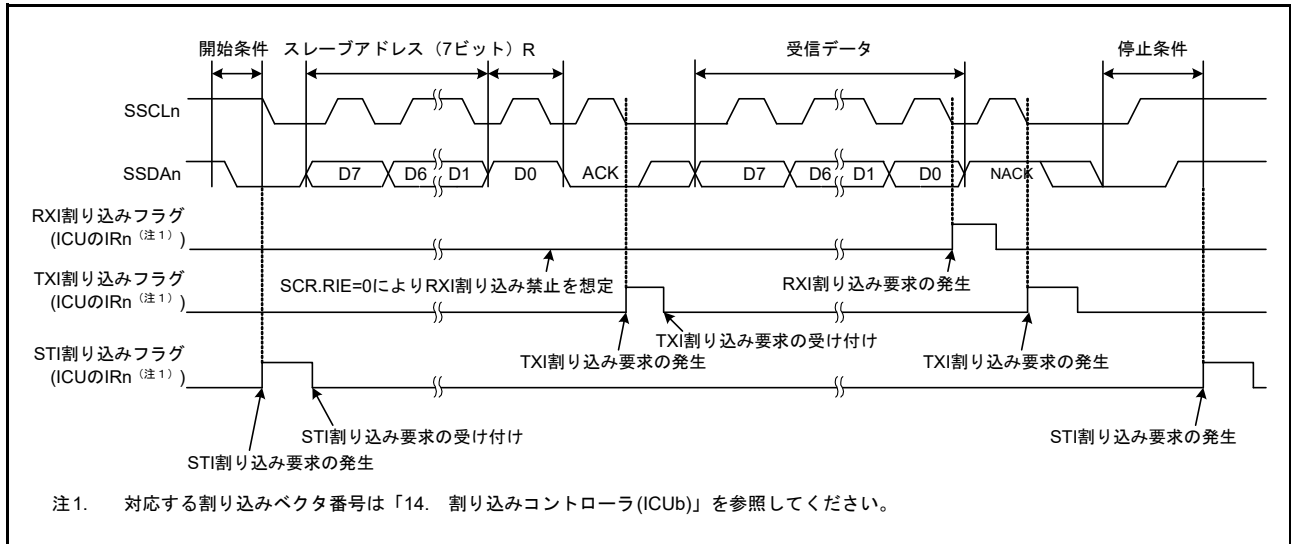 開始条件 スレーブアドレス（7ビット）R 受信データ 停止条件
SSCLn
SSDAn D7 D6 D1 D0 ACK D7 D6 D1 D0 NACK
RXI割り込みフラグ
(ICUのIRn（注1）)
SCR.RIE=0によりRXI割り込み禁止を想定 RXI割り込み要求の発生
TXI割り込みフラグ
(ICUのIRn（注1）)
TXI割り込み要求の受け付け
TXI割り込み要求の発生 TXI割り込み要求の発生
STI割り込みフラグ
(ICUのIRn（注1）)
STI割り込み要求の受け付け STI割り込み要求の発生
STI割り込み要求の発生
注1. 対応する割り込みベクタ番号は「14. 割り込みコントローラ(ICUb)」を参照してください。